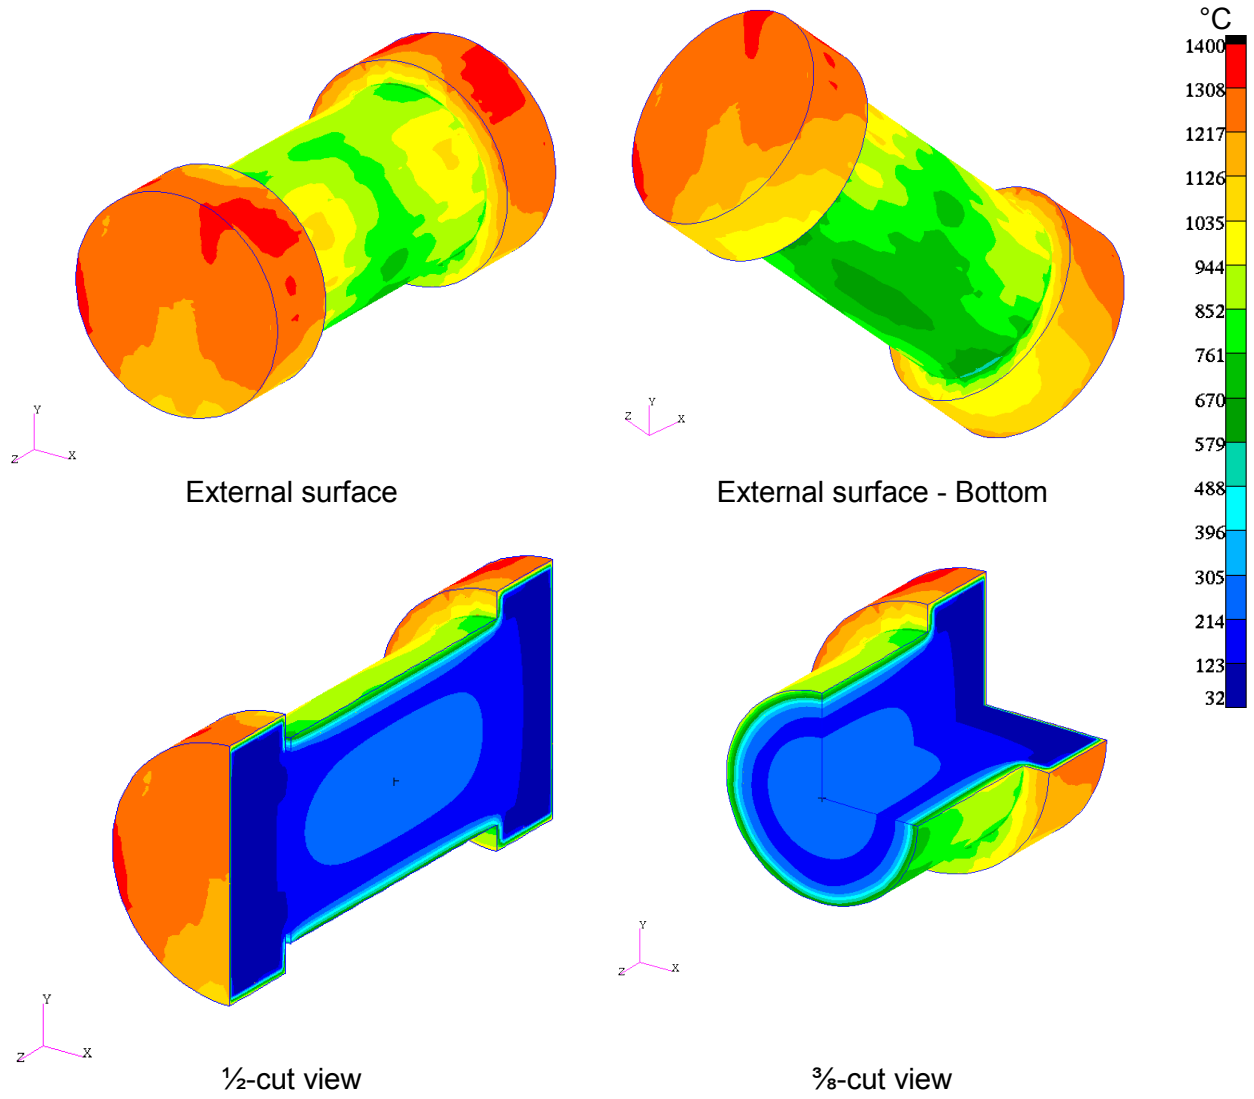 °C
1400
1308
1217
1126
1035
944
852
761
670
579
488
396
305
214
123
32
Y
Z X
Y
Z X
External surface
External surface - Bottom
Y
Z X
Y
Z X
½-cut view
⅜-cut view